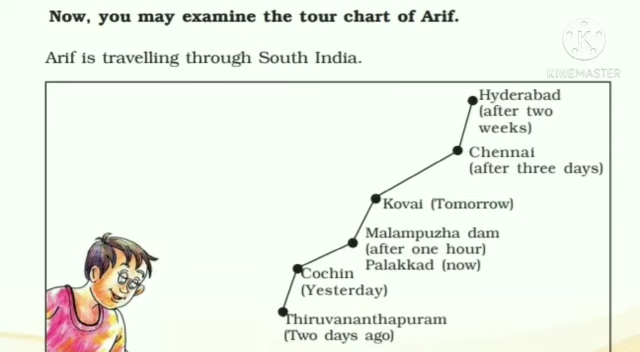 Now, you may examine the tour chart of Arif.
KINEMASTER
Arif is travelling through South India.
Hyderabad
(after two
weeks)
Chennai
(after three days)
Kovai (Tomorrow)
Malampuzha dam
(after one hour)
Palakkad (now)
Cochin
(Yesterday)
Thiruvananthapuram
(Two days ago)